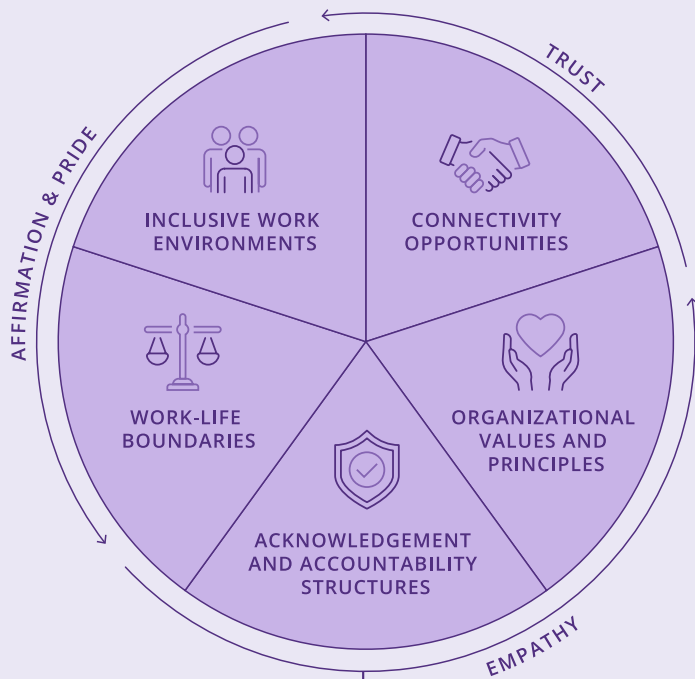 TRUST
AFFIRMATION & PRIDE
INCLUSIVE WORK
ENVIRONMENTS
CONNECTIVITY
OPPORTUNITIES
WORK-LIFE
BOUNDARIES
ORGANIZATIONAL
VALUES AND
PRINCIPLES
ACKNOWLEDGEMENT
AND ACCOUNTABILITY
STRUCTURES
EMPATHY